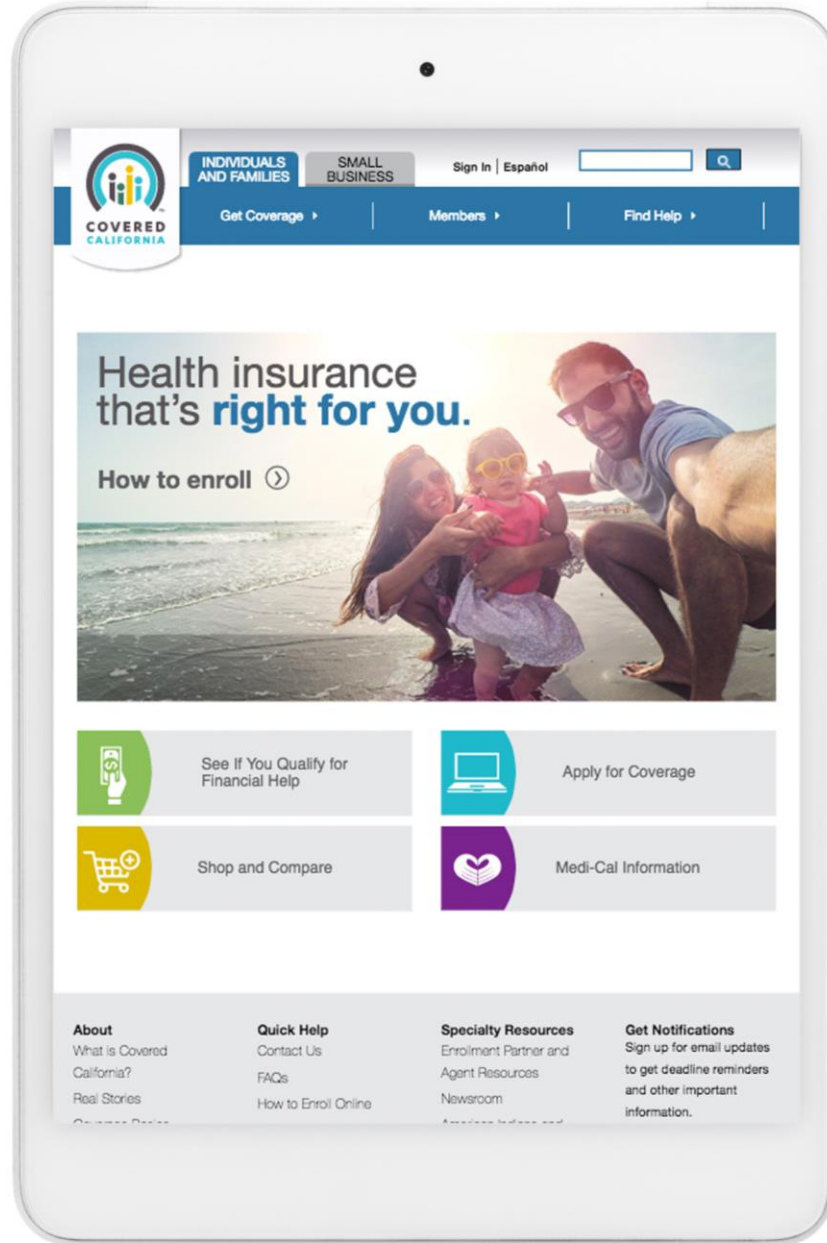 INDIVIDUALS
AND FAMILIES
SMALL
BUSINESS
Sign In | Español
COVERED
CALIFORNIA
Get Coverage
Members
Find Help
Health insurance
that's right for you.
How to enroll
See If You Qualify for
Financial Help
Apply for Coverage
Shop and Compare
Medi-Cal Information
About
What is Covered
California?
Real Stories
Quick Help
Contact Us
FAQs
How to Enroll Online
Specialty Resources
Enrollment Partner and
Agent Resources
Newsroom
Get Notifications
Sign up for email updates
to get deadline reminders
and other important
information.